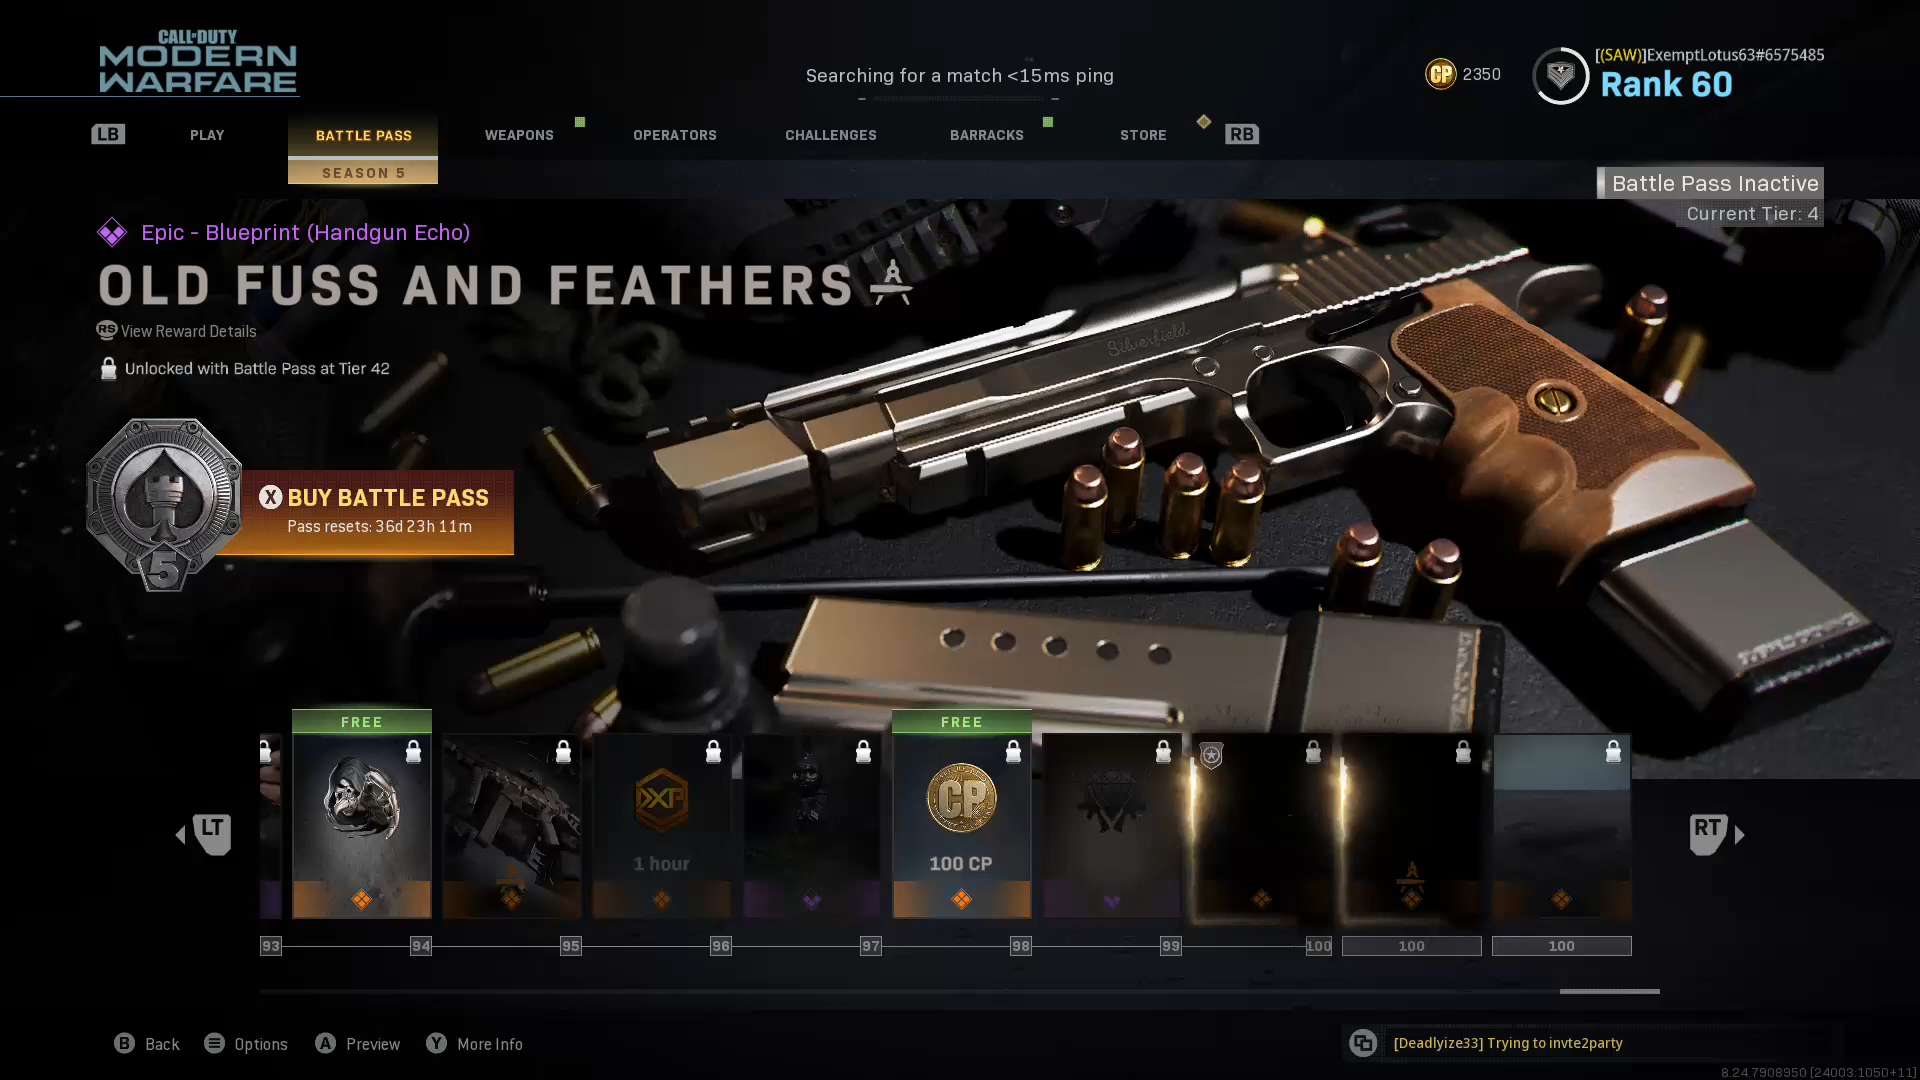 CALL OF DUTY
MODERN
WARFARE
Searching for a match <15ms ping
CP 2350
[(SAW)]ExemptLotus63#6575485
Rank 60
LB PLAY BATTLE PASS WEAPONS OPERATORS CHALLENGES BARRACKS STORE RB
SEASON 5
Battle Pass Inactive
Current Tier: 4
Epic - Blueprint (Handgun Echo)
OLD FUSS AND FEATHERS
RS View Reward Details
Unlocked with Battle Pass at Tier 42
Silverfield
X BUY BATTLE PASS
Pass resets: 36d 23h 11m
5
FREE FREE
DXP CP
1 hour 100 CP
LT RT
93 94 95 96 97 98 99 100 100 100
B Back Options A Preview Y More Info
[Deadlyize33] Trying to invte2party
8.24.7908950 [24003:1050+11]